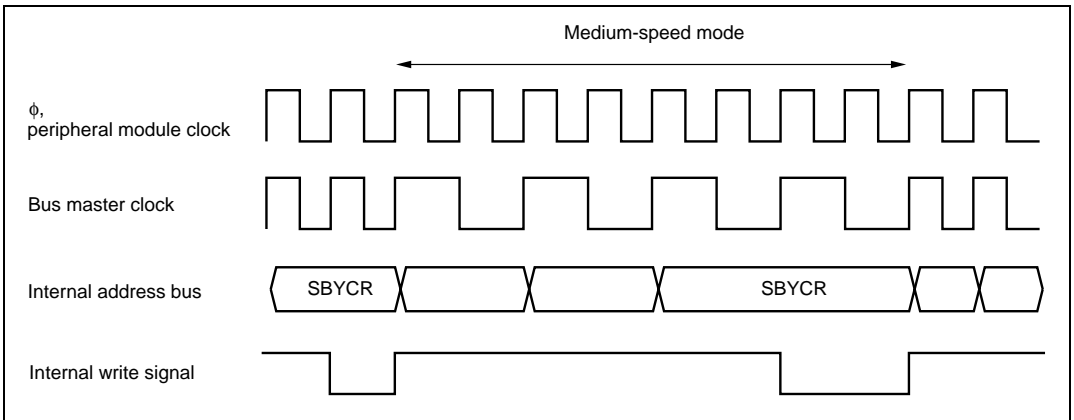 Medium-speed mode
ϕ,
peripheral module clock
Bus master clock
Internal address bus
SBYCR
SBYCR
Internal write signal